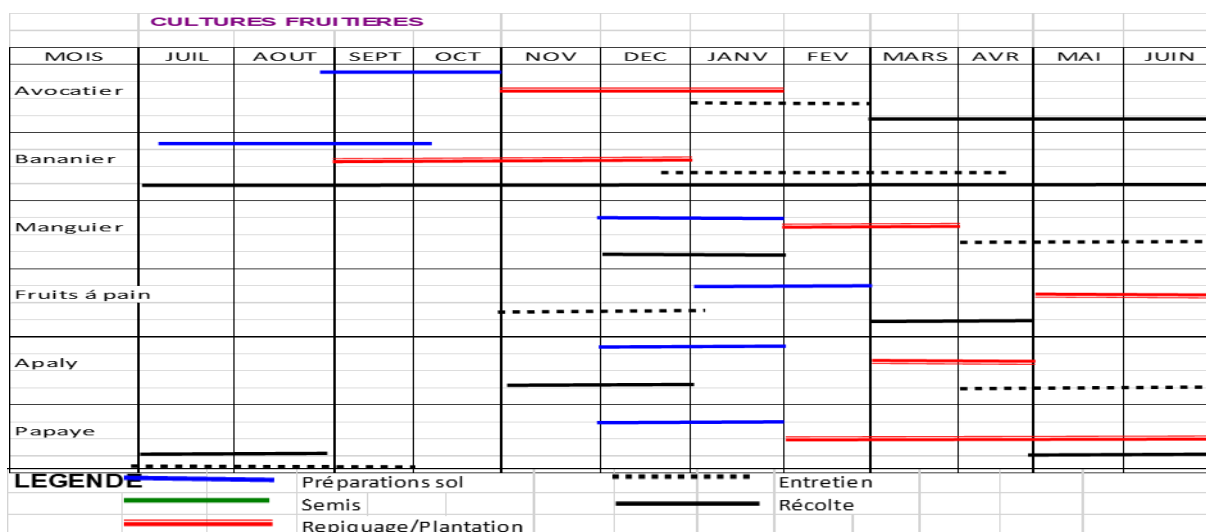 CULTURES FRUITIERES
MOIS JUIL AOUT SEPT OCT NOV DEC JANV FEV MARS AVR MAI JUIN
Avocatier
Bananier
Manguier
Fruits á pain
Apaly
Papaye
LEGENDE Préparations sol Entretien
Semis Récolte
Repiquage/Plantation